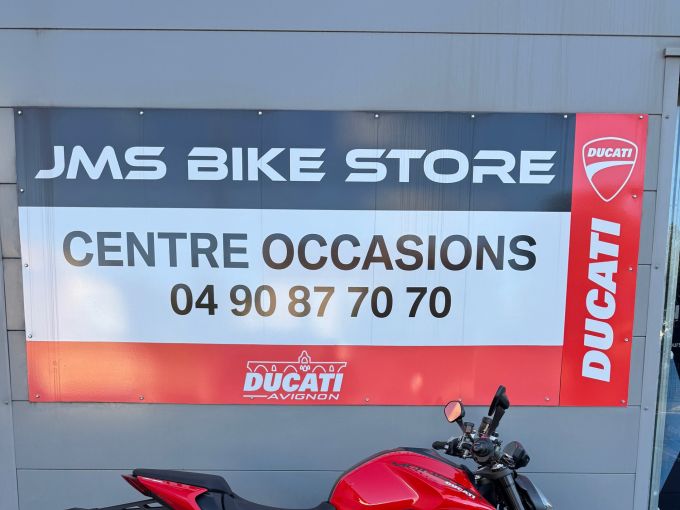 JMS BIKE STORE
CENTRE OCCASIONS
04 90 87 70 70
DUCATI
AVIGNON
DUCATI
DUCATI
DUCATI